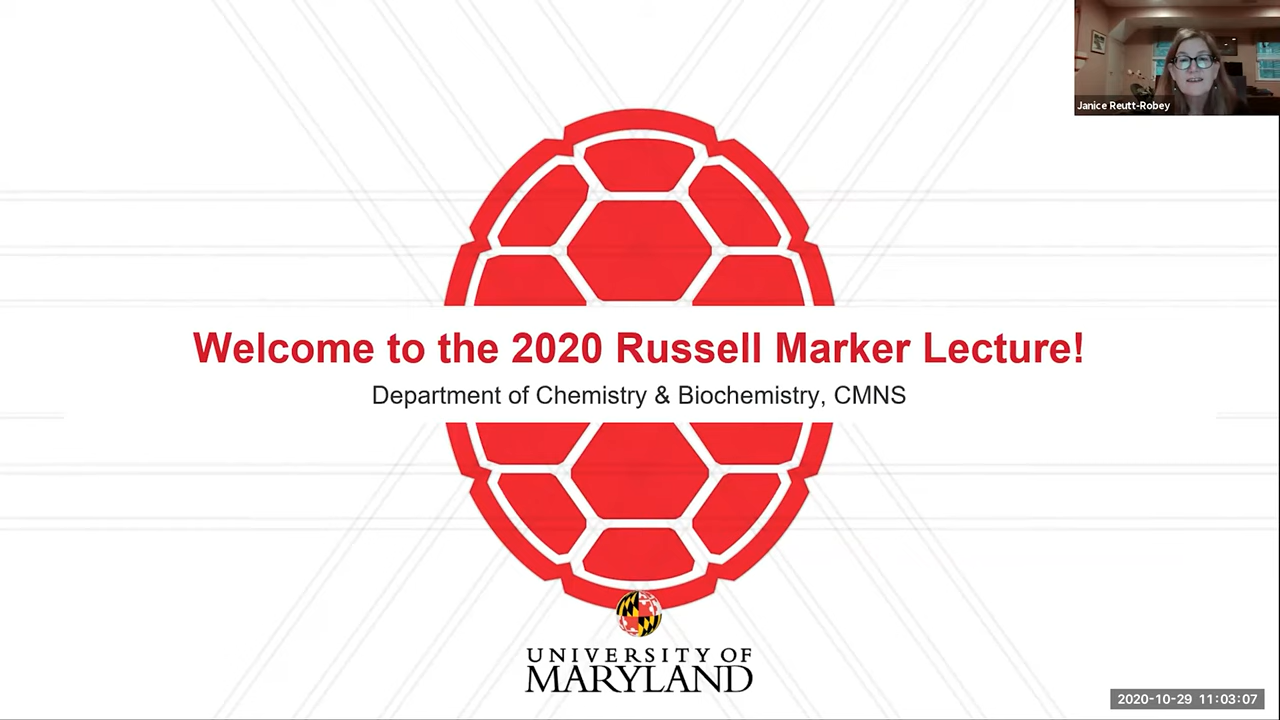 Janice Reutt-Robey
Welcome to the 2020 Russell Marker Lecture!
Department of Chemistry & Biochemistry, CMNS
UNIVERSITY OF
MARYLAND
2020-10-29 11:03:07